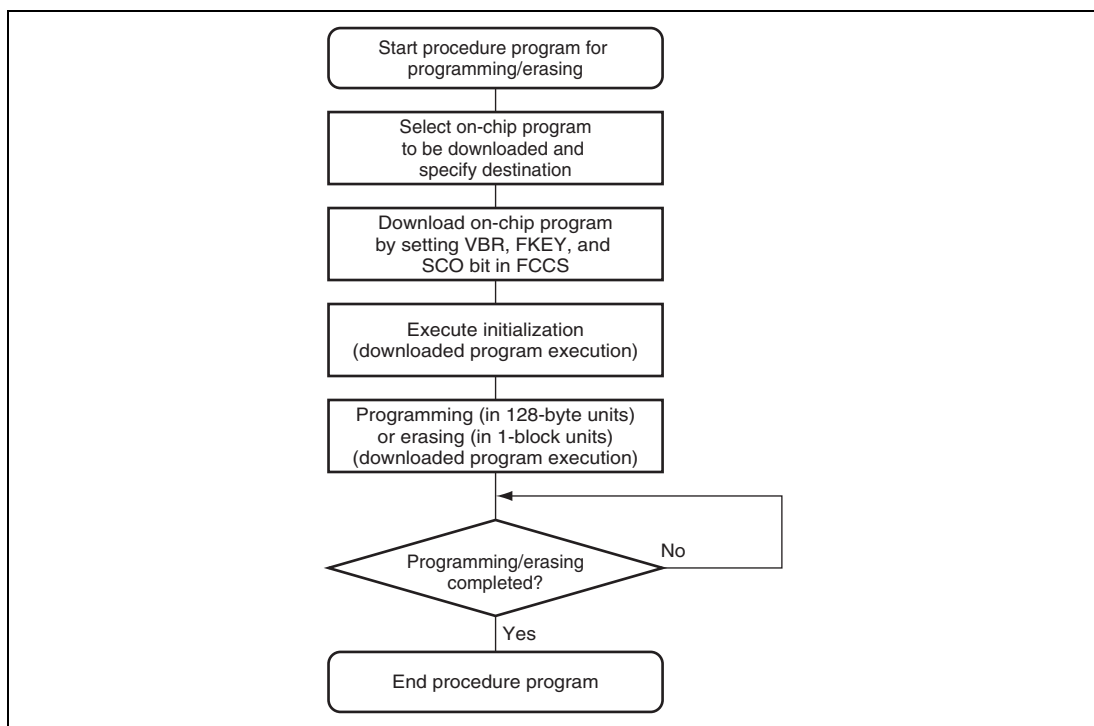 Start procedure program for
programming/erasing
Select on-chip program
to be downloaded and
specify destination
Download on-chip program
by setting VBR, FKEY, and
SCO bit in FCCS
Execute initialization
(downloaded program execution)
Programming (in 128-byte units)
or erasing (in 1-block units)
(downloaded program execution)
Programming/erasing
completed?
No
Yes
End procedure program